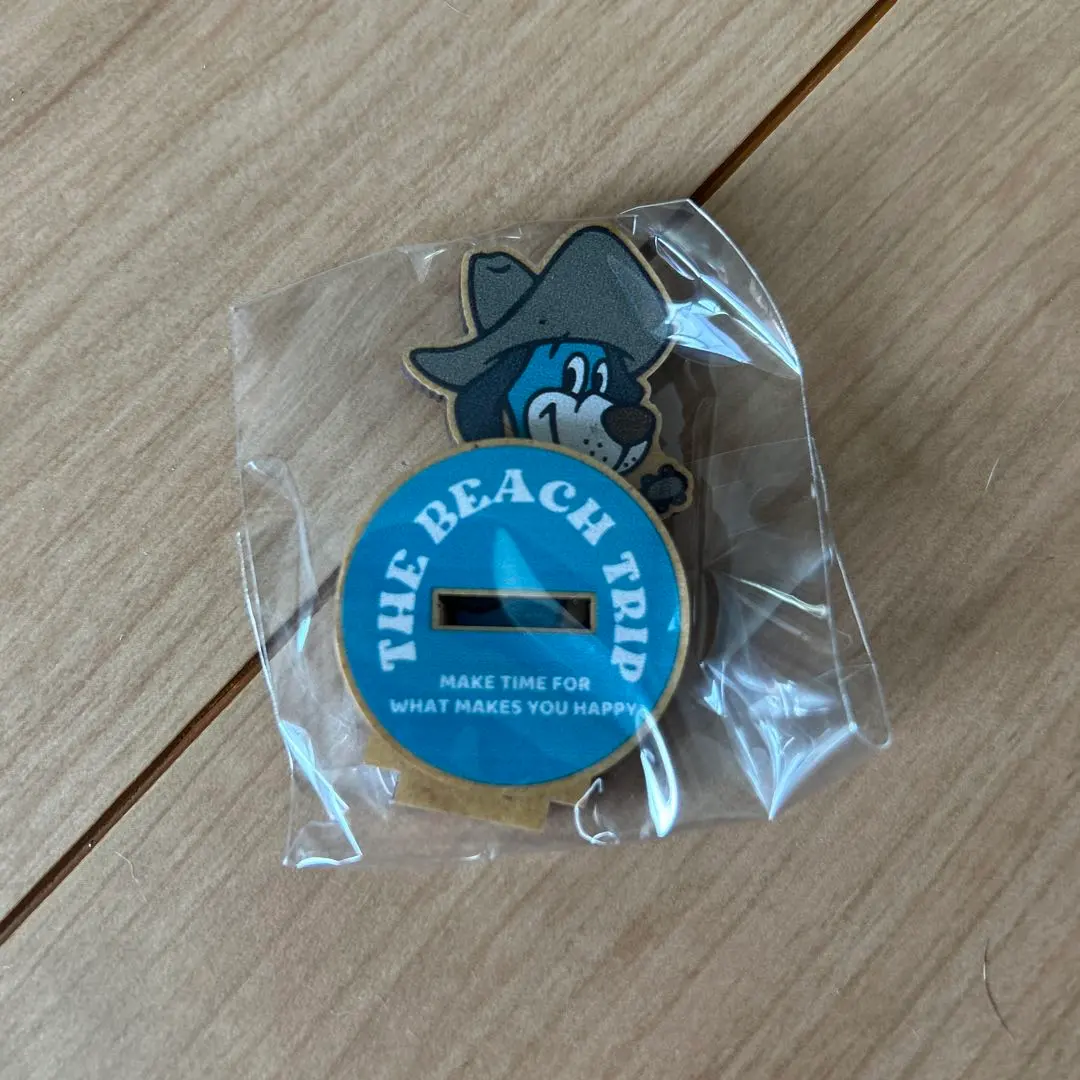 THE BEACH TRIP
MAKE TIME FOR
WHAT MAKES YOU HAPPY